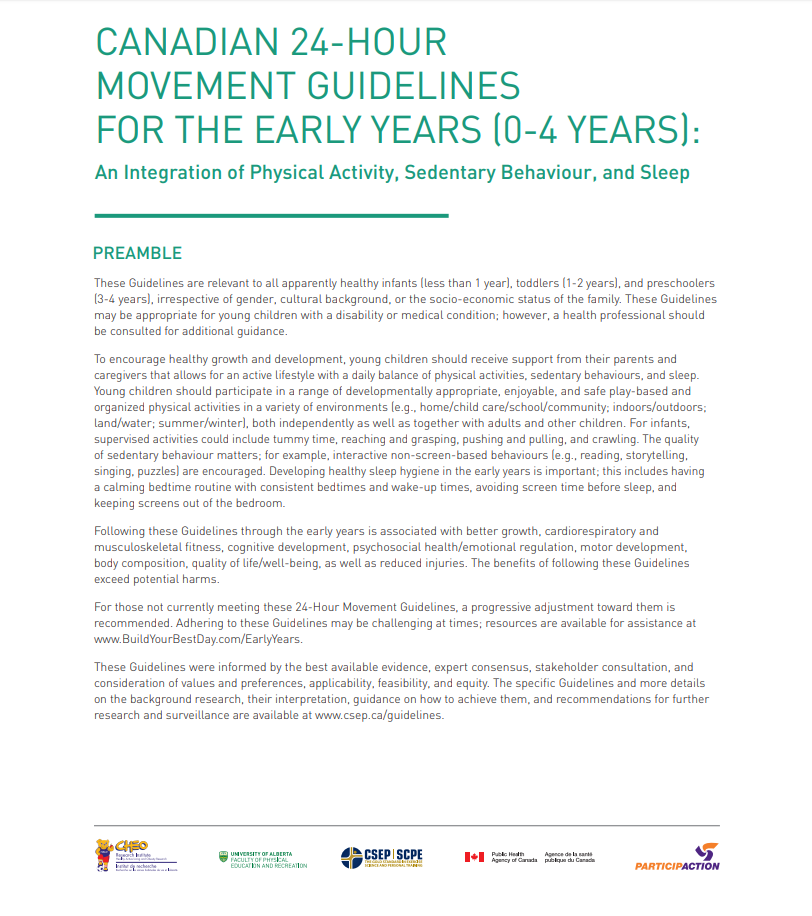 CANADIAN 24-HOUR
MOVEMENT GUIDELINES
FOR THE EARLY YEARS (0-4 YEARS):
An Integration of Physical Activity, Sedentary Behaviour, and Sleep
PREAMBLE
These Guidelines are relevant to all apparently healthy infants (less than 1 year), toddlers (1-2 years), and preschoolers
(3-4 years), irrespective of gender, cultural background, or the socio-economic status of the family. These Guidelines
may be appropriate for young children with a disability or medical condition; however, a health professional should
be consulted for additional guidance.
To encourage healthy growth and development, young children should receive support from their parents and
caregivers that allows for an active lifestyle with a daily balance of physical activities, sedentary behaviours, and sleep.
Young children should participate in a range of developmentally appropriate, enjoyable, and safe play-based and
organized physical activities in a variety of environments (e.g., home/child care/school/community; indoors/outdoors;
land/water; summer/winter), both independently as well as together with adults and other children. For infants,
supervised activities could include tummy time, reaching and grasping, pushing and pulling, and crawling. The quality
of sedentary behaviour matters; for example, interactive non-screen-based behaviours (e.g., reading, storytelling,
singing, puzzles) are encouraged. Developing healthy sleep hygiene in the early years is important; this includes having
a calming bedtime routine with consistent bedtimes and wake-up times, avoiding screen time before sleep, and
keeping screens out of the bedroom.
Following these Guidelines through the early years is associated with better growth, cardiorespiratory and
musculoskeletal fitness, cognitive development, psychosocial health/emotional regulation, motor development,
body composition, quality of life/well-being, as well as reduced injuries. The benefits of following these Guidelines
exceed potential harms.
For those not currently meeting these 24-Hour Movement Guidelines, a progressive adjustment toward them is
recommended. Adhering to these Guidelines may be challenging at times; resources are available for assistance at
www.BuildYourBestDay.com/EarlyYears.
These Guidelines were informed by the best available evidence, expert consensus, stakeholder consultation, and
consideration of values and preferences, applicability, feasibility, and equity. The specific Guidelines and more details
on the background research, their interpretation, guidance on how to achieve them, and recommendations for further
research and surveillance are available at www.csep.ca/guidelines.
CHEO
Research Institute
Institut de recherche
UNIVERSITY OF ALBERTA
FACULTY OF PHYSICAL
EDUCATION AND RECREATION
CSEP | SCPE
Public Health
Agency of Canada
Agence de la santé
publique du Canada
PARTICIPACTION